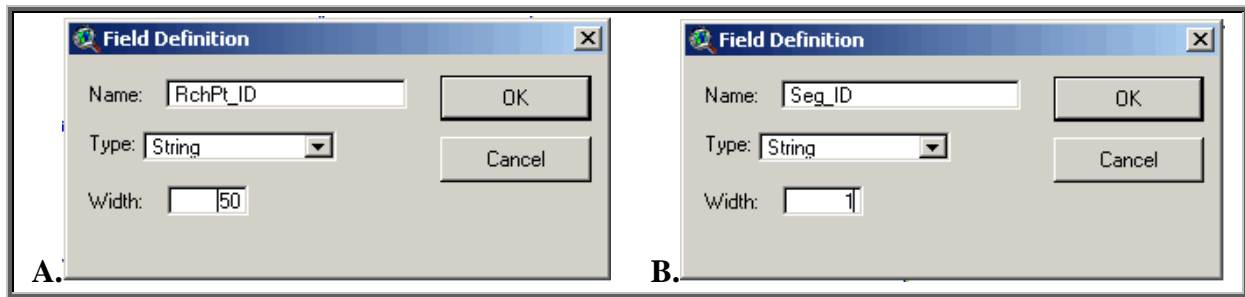 Field Definition
Name: RchPt_ID
OK
Type: String
Cancel
Width: 50
A.
Field Definition
Name: Seg_ID
OK
Type: String
Cancel
Width: 1
B.